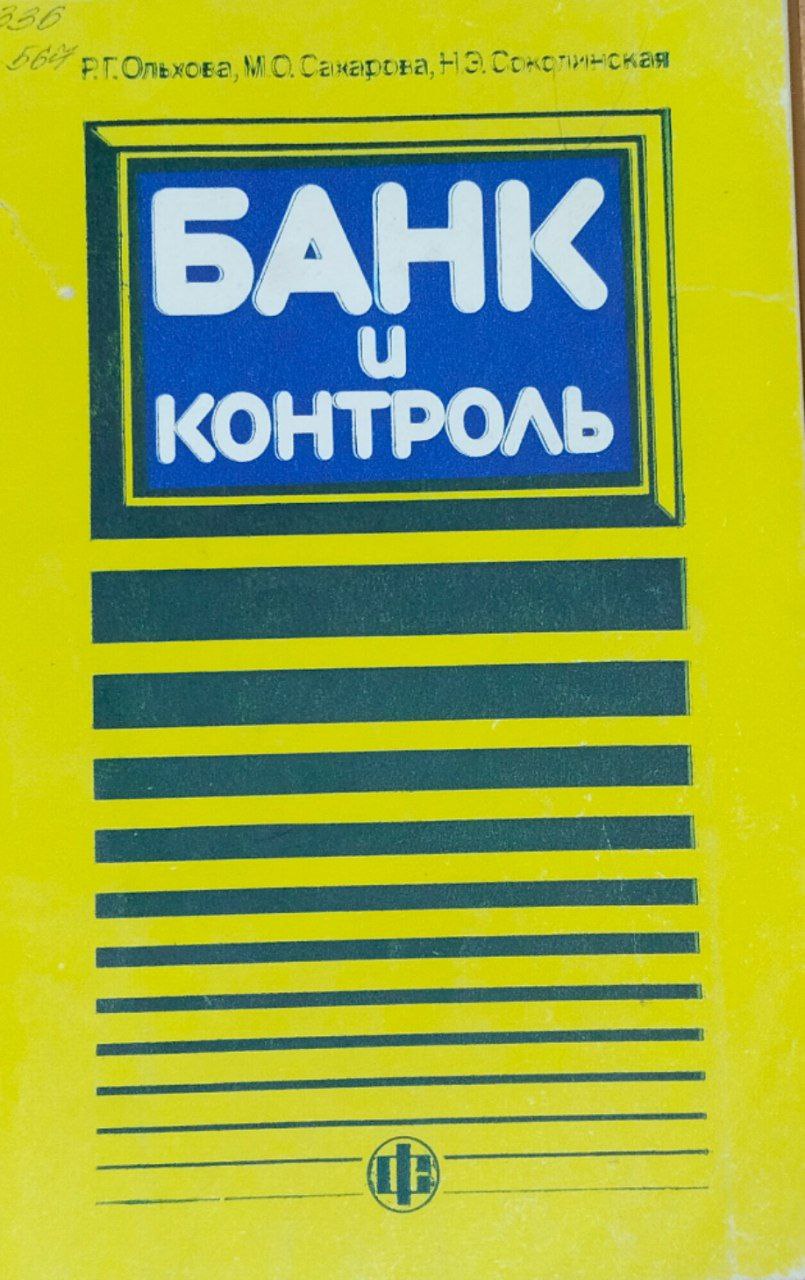 336
567
Р.Г. Ольхова, М.О. Сахарова, Н.Э. Соколинская
БАНК
и
КОНТРОЛЬ